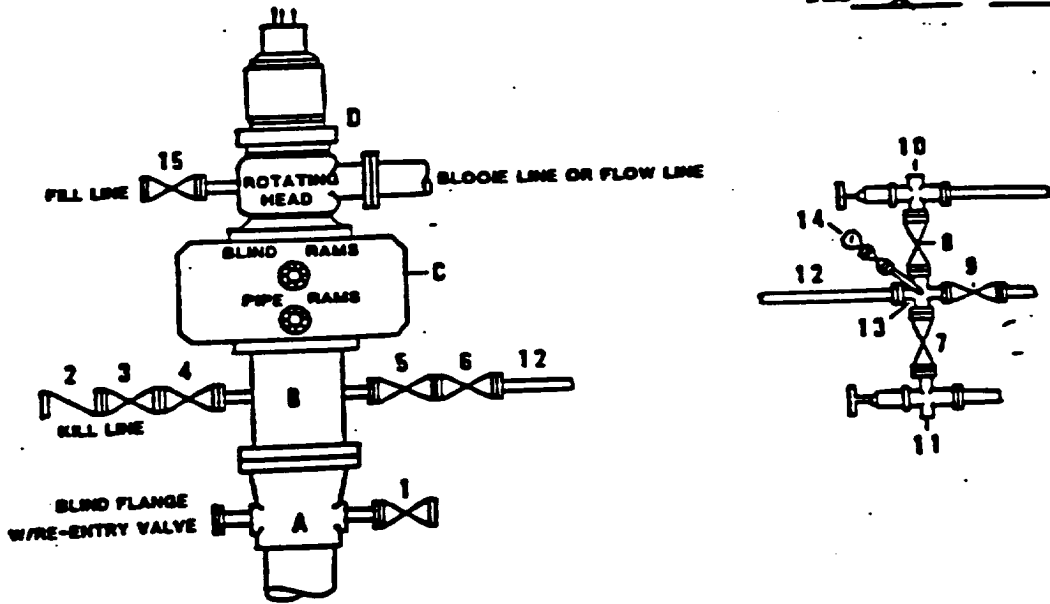 D
15
FILL LINE
ROTATING
HEAD
BLOOIE LINE OR FLOW LINE
BLIND RAMS
C
PIPE RAMS
2 3 4
B
5 6 12
KILL LINE
BLIND FLANGE
W/RE-ENTRY VALVE
A
1
10
14
8
12
9
13
7
11